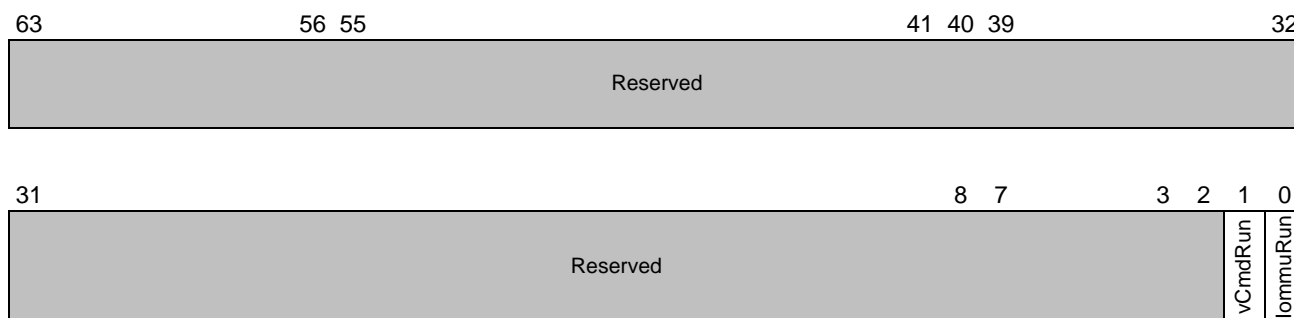 63 56 55 41 40 39 32
Reserved
31 8 7 3 2 1 0
Reserved
vCmdRun
IommuRun